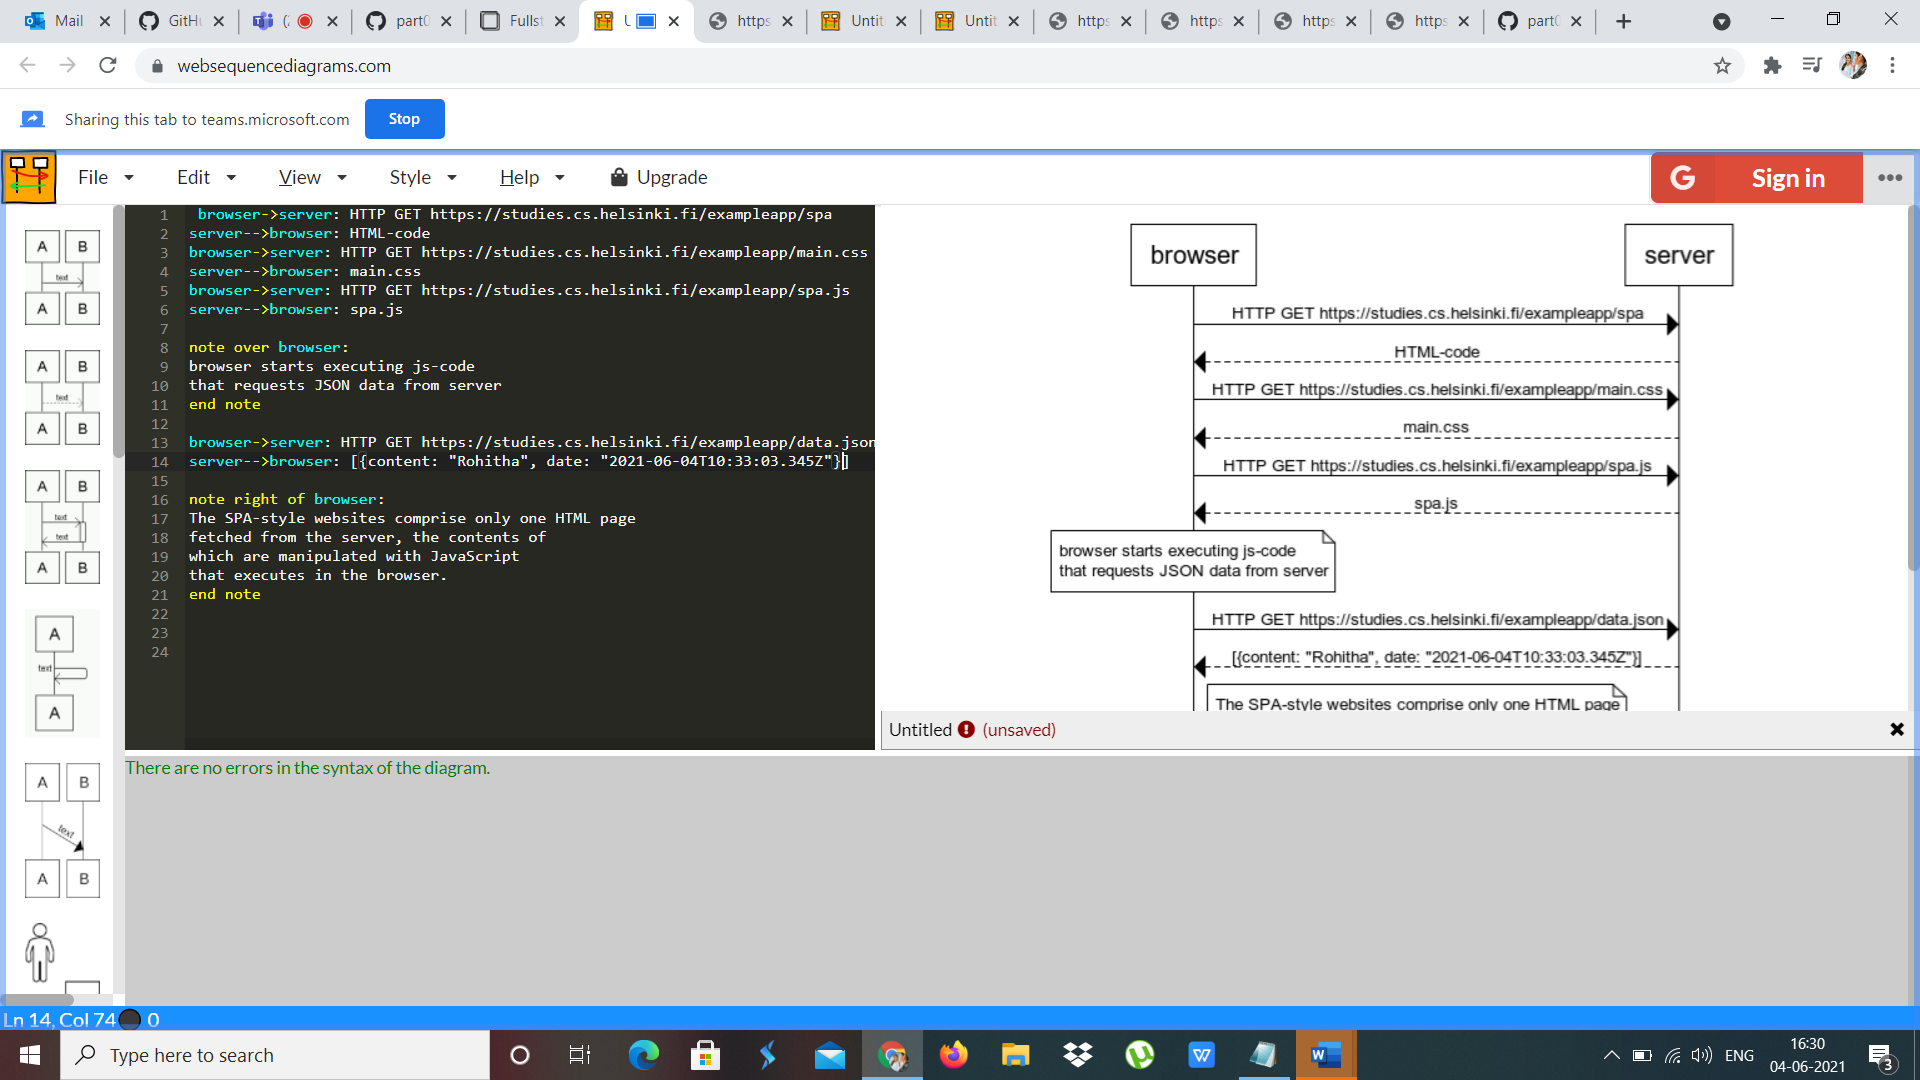 Mail
GitH
(
part0
Fullst
U
https
Untit
Untit
https
https
https
https
part0
websequencediagrams.com
Sharing this tab to teams.microsoft.com
Stop
File
Edit
View
Style
Help
Upgrade
G
Sign in
1 browser->server: HTTP GET https://studies.cs.helsinki.fi/exampleapp/spa
2 server-->browser: HTML-code
3 browser->server: HTTP GET https://studies.cs.helsinki.fi/exampleapp/main.css
4 server-->browser: main.css
5 browser->server: HTTP GET https://studies.cs.helsinki.fi/exampleapp/spa.js
6 server-->browser: spa.js
7
8 note over browser:
9 browser starts executing js-code
10 that requests JSON data from server
11 end note
12
13 browser->server: HTTP GET https://studies.cs.helsinki.fi/exampleapp/data.json
14 server-->browser: [{content: "Rohitha", date: "2021-06-04T10:33:03.345Z"}]
15
16 note right of browser:
17 The SPA-style websites comprise only one HTML page
18 fetched from the server, the contents of
19 which are manipulated with JavaScript
20 that executes in the browser.
21 end note
22
23
24
A B
text
A B
A B
text
A B
A B
text
text
A B
A
text
A
A B
text
A B
browser
server
HTTP GET https://studies.cs.helsinki.fi/exampleapp/spa
HTML-code
HTTP GET https://studies.cs.helsinki.fi/exampleapp/main.css
main.css
HTTP GET https://studies.cs.helsinki.fi/exampleapp/spa.js
spa.js
browser starts executing js-code
that requests JSON data from server
HTTP GET https://studies.cs.helsinki.fi/exampleapp/data.json
[{content: "Rohitha", date: "2021-06-04T10:33:03.345Z"}]
The SPA-style websites comprise only one HTML page
Untitled ! (unsaved)
There are no errors in the syntax of the diagram.
Ln 14, Col 74 0
Type here to search
ENG
16:30
04-06-2021
3